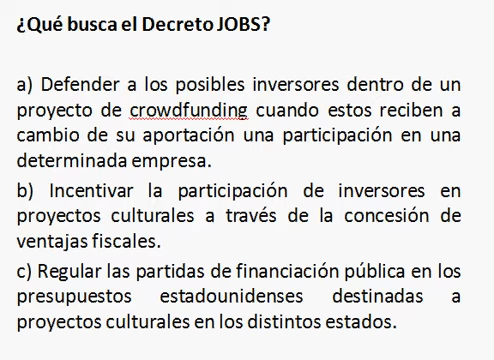 ¿Qué busca el Decreto JOBS?
a) Defender a los posibles inversores dentro de un
proyecto de crowdfunding cuando estos reciben a
cambio de su aportación una participación en una
determinada empresa.
b) Incentivar la participación de inversores en
proyectos culturales a través de la concesión de
ventajas fiscales.
c) Regular las partidas de financiación pública en los
presupuestos estadounidenses destinadas a
proyectos culturales en los distintos estados.